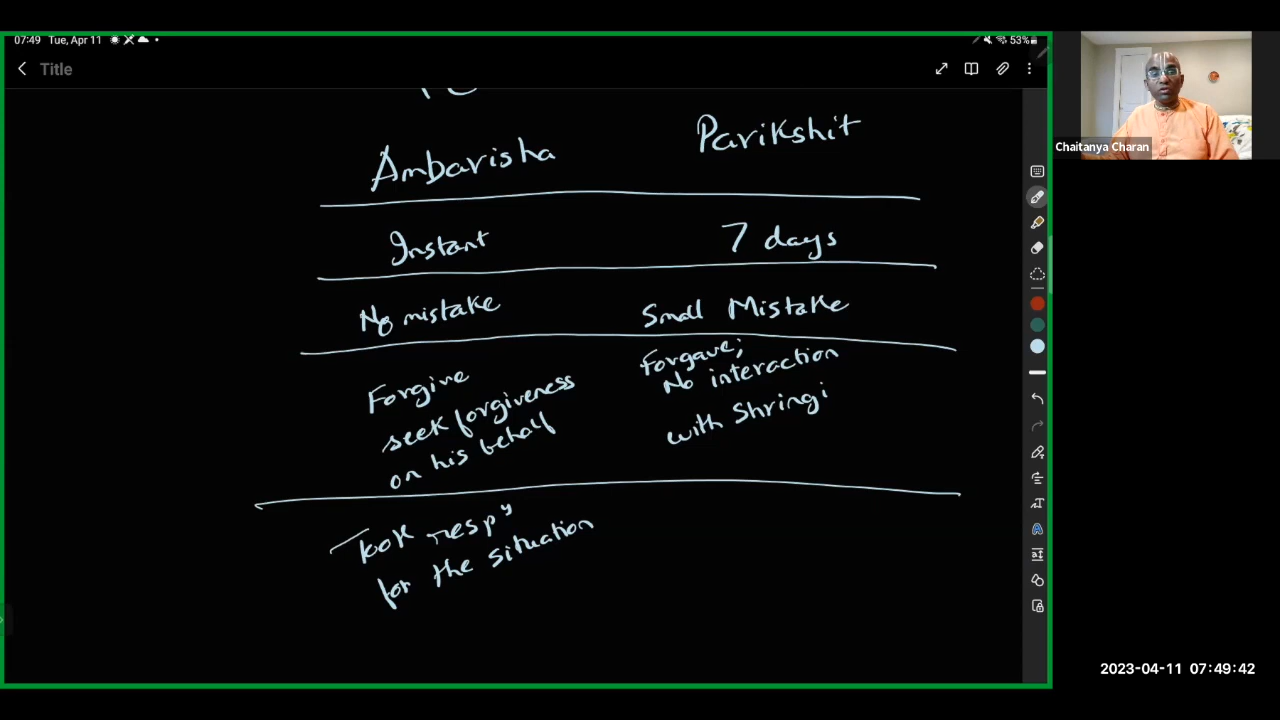 07:49 Tue, Apr 11
53%
Title
Chaitanya Charan
Ambarisha Parikshit
Instant 7 days
No mistake Small Mistake
Forgive
seek forgiveness
on his behalf
Forgave;
No interaction
with Shringi
Took resp y
for the situation
2023-04-11 07:49:42